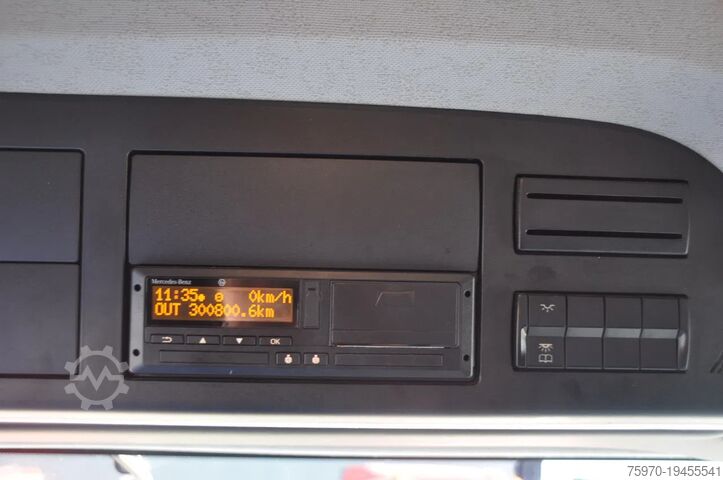 Mercedes-Benz
11:35 0km/h
OUT 300800.6km
OK
75970-19455541